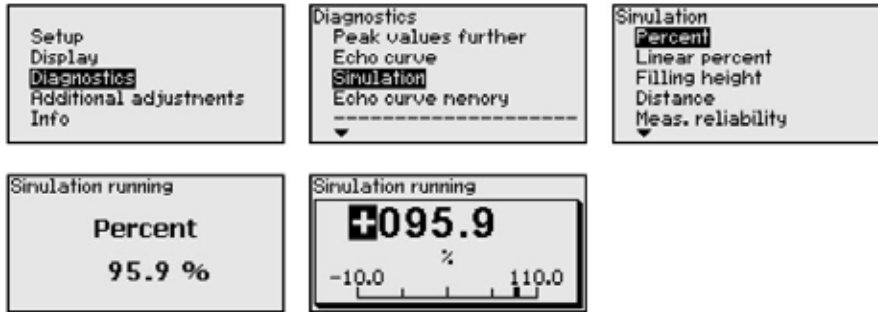 Setup
Display
Diagnostics
Additional adjustments
Info
Diagnostics
Peak values further
Echo curve
Simulation
Echo curve memory
Simulation
Percent
Linear percent
Filling height
Distance
Meas. reliability
Simulation running
Percent
95.9 %
Simulation running
+095.9
%
-10.0 110.0